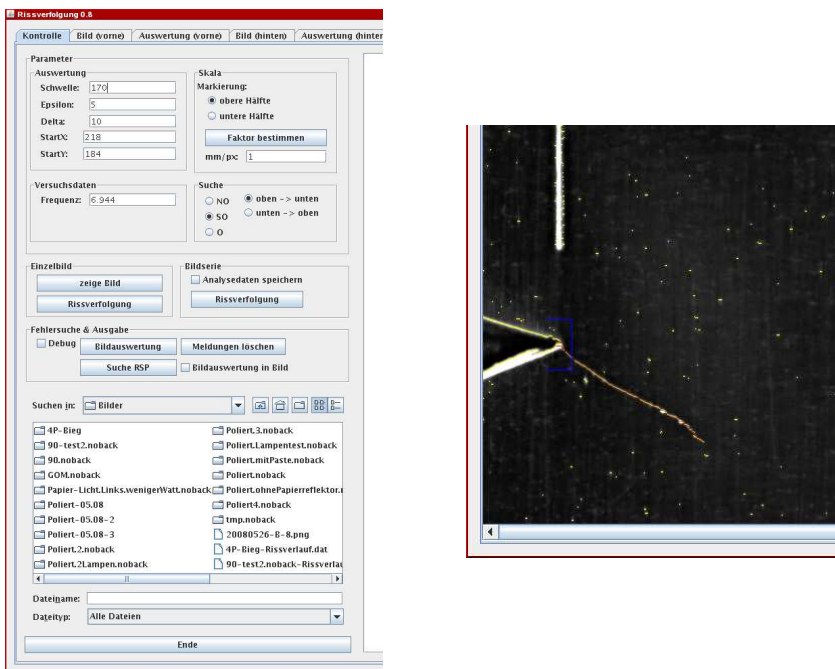 Rissverfolgung 0.8
Kontrolle Bild (vorne) Auswertung (vorne) Bild (hinten) Auswertung (hinten
Parameter
Auswertung
Schwelle: 170
Epsilon: 5
Delta: 10
StartX: 218
StartY: 184
Skala
Markierung:
obere Hälfte
untere Hälfte
Faktor bestimmen
mm/px: 1
Versuchsdaten
Frequenz: 6.944
Suche
NO oben -> unten
SO unten -> oben
O
Einzelbild
zeige Bild
Rissverfolgung
Bildserie
Analysedaten speichern
Rissverfolgung
Fehlersuche & Ausgabe
Debug Bildauswertung Meldungen löschen
Suche RSP Bildauswertung in Bild
Suchen in: Bilder
4P-Bieg
90-test2.noback
90.noback
GOM.noback
Papier-Licht.Links.wenigerWatt.noback
Poliert-05.08
Poliert-05.08-2
Poliert-05.08-3
Poliert.2.noback
Poliert.2Lampen.noback
Poliert.3.noback
Poliert.Lampentest.noback
Poliert.mitPaste.noback
Poliert.noback
Poliert.ohnePapierreflektor.
Poliert4.noback
tmp.noback
20080526-B-8.png
4P-Bieg-Rissverlauf.dat
90-test2.noback-Rissverlau
Dateiname:
Dateityp: Alle Dateien
Ende